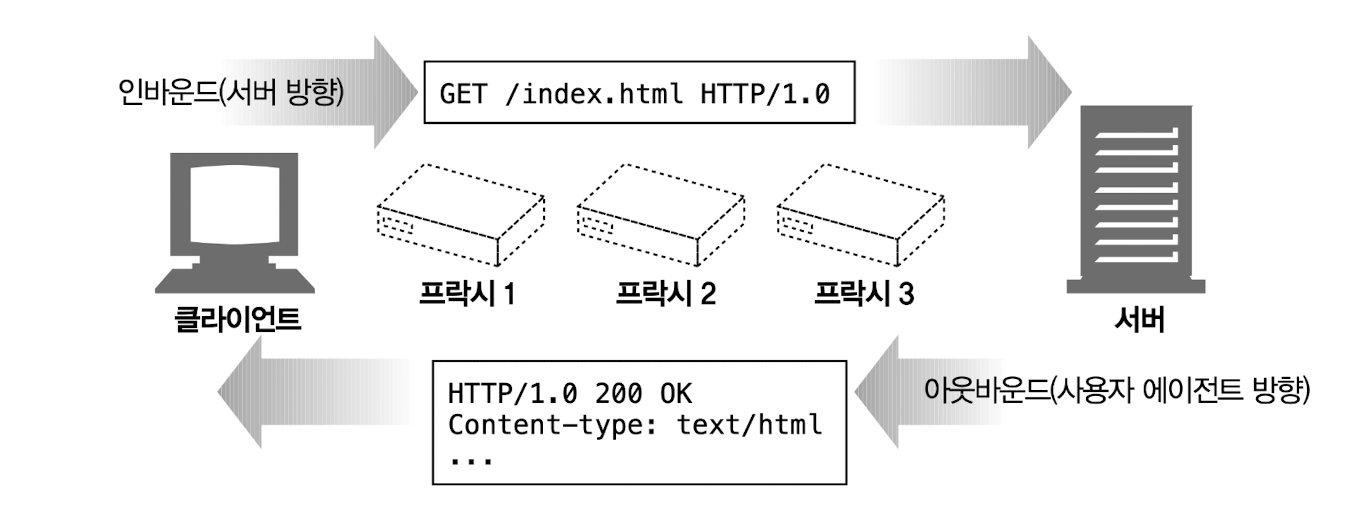 인바운드(서버 방향)
GET /index.html HTTP/1.0
프락시 1
프락시 2
프락시 3
클라이언트
서버
HTTP/1.0 200 OK
Content-type: text/html
...
아웃바운드(사용자 에이전트 방향)